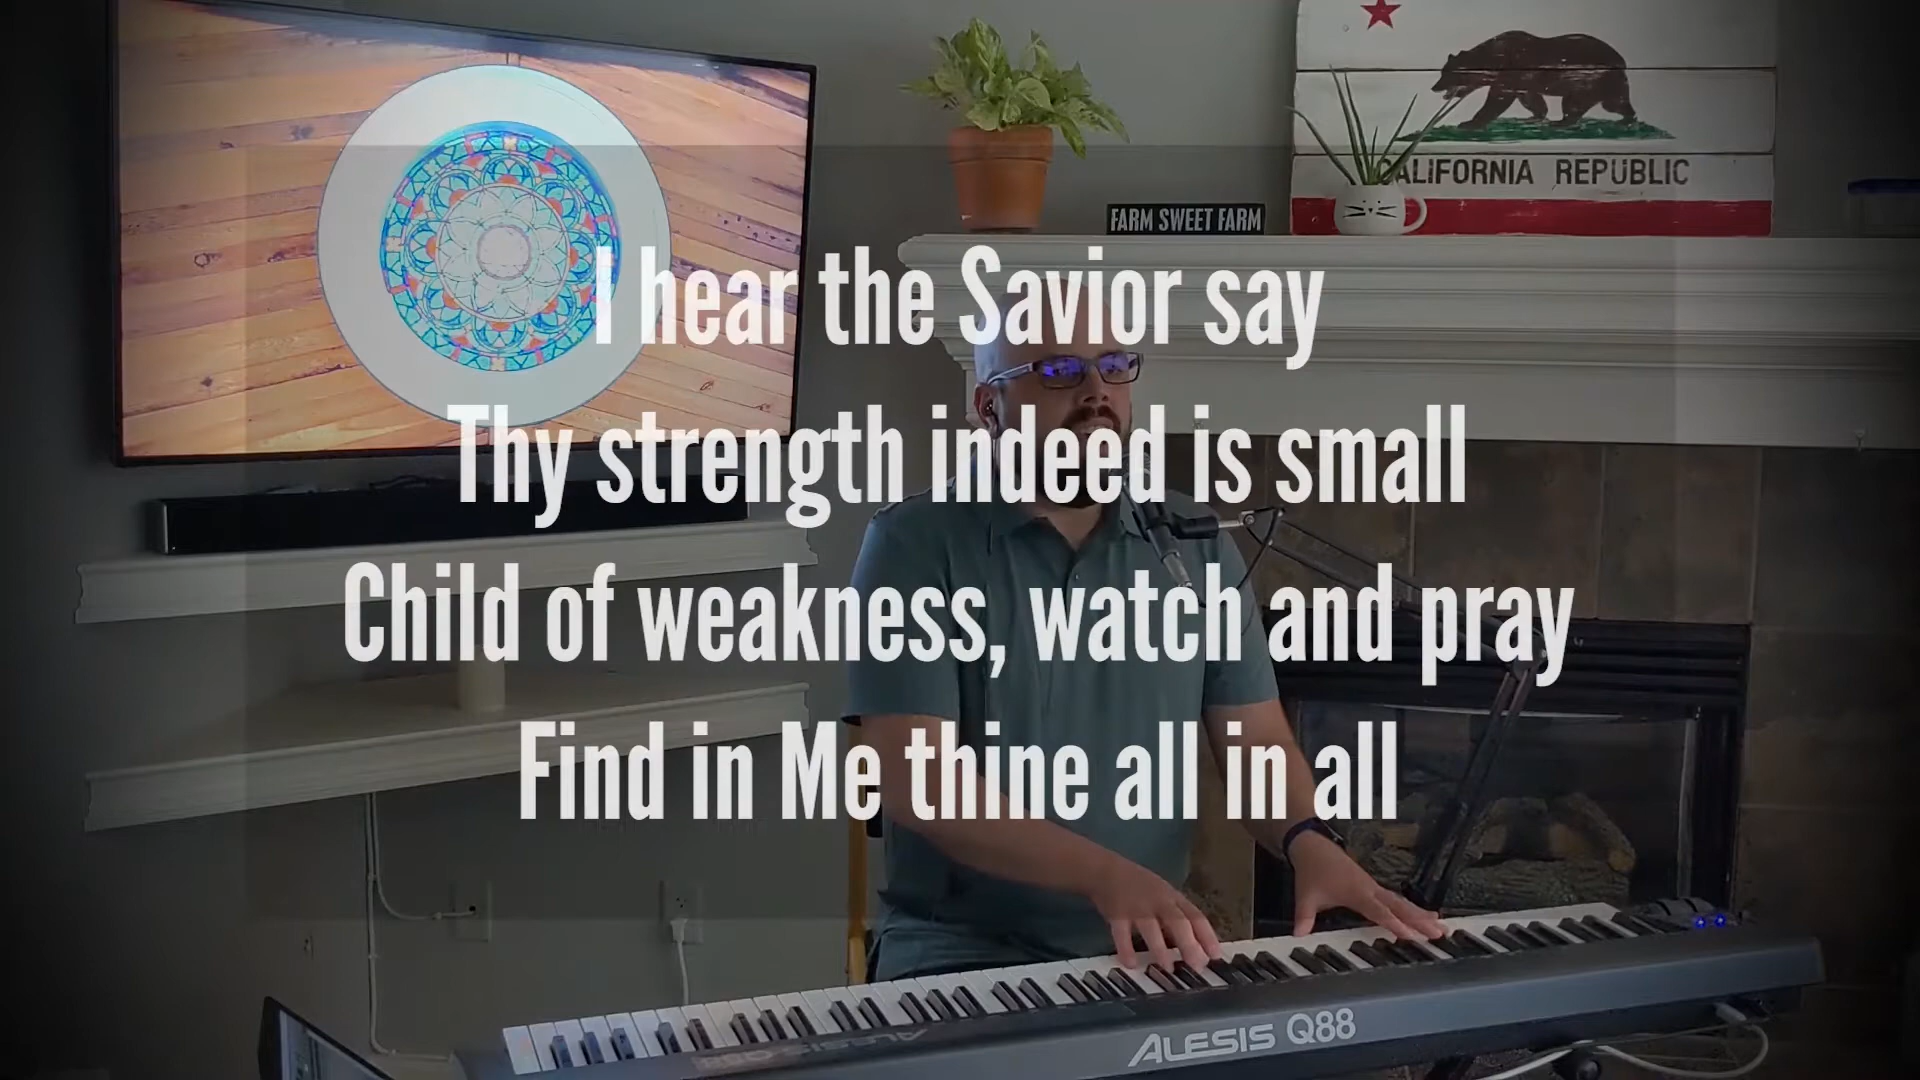 CALIFORNIA REPUBLIC
FARM SWEET FARM
I hear the Savior say
Thy strength indeed is small
Child of weakness, watch and pray
Find in Me thine all in all
ALESIS Q88